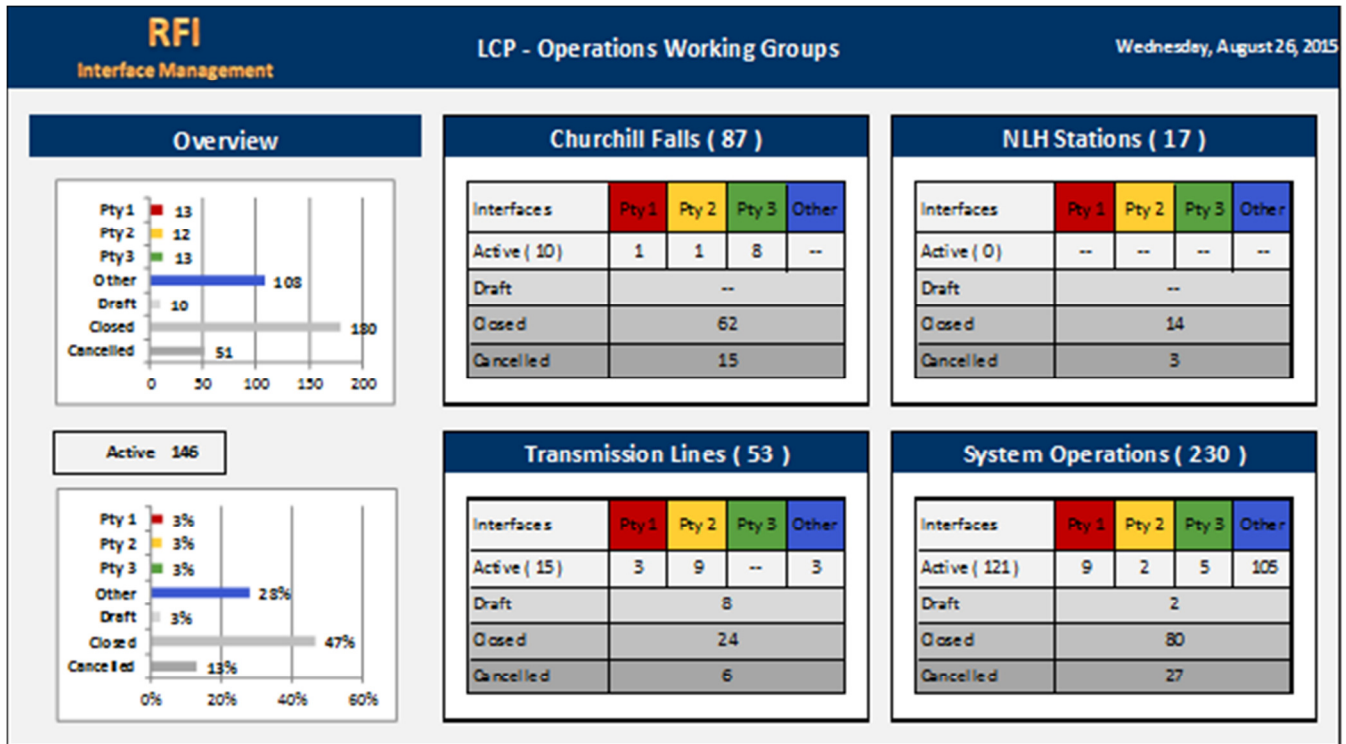 RFI
Interface Management
LCP - Operations Working Groups
Wednesday, August 26, 2015
Overview
Pty 1 13
Pty 2 12
Pty 3 13
Other 108
Draft 10
Closed 180
Cancelled 51
0 50 100 150 200
Active 146
Pty 1 3%
Pty 2 3%
Pty 3 3%
Other 28%
Draft 3%
Closed 47%
Cancelled 13%
0% 20% 40% 60%
Churchill Falls ( 87 )
Interfaces Pty 1 Pty 2 Pty 3 Other
Active ( 10 ) 1 1 8 --
Draft --
Closed 62
Cancelled 15
NLH Stations ( 17 )
Interfaces Pty 1 Pty 2 Pty 3 Other
Active ( 0 ) -- -- -- --
Draft --
Closed 14
Cancelled 3
Transmission Lines ( 53 )
Interfaces Pty 1 Pty 2 Pty 3 Other
Active ( 15 ) 3 9 -- 3
Draft 8
Closed 24
Cancelled 6
System Operations ( 230 )
Interfaces Pty 1 Pty 2 Pty 3 Other
Active ( 121 ) 9 2 5 105
Draft 2
Closed 80
Cancelled 27